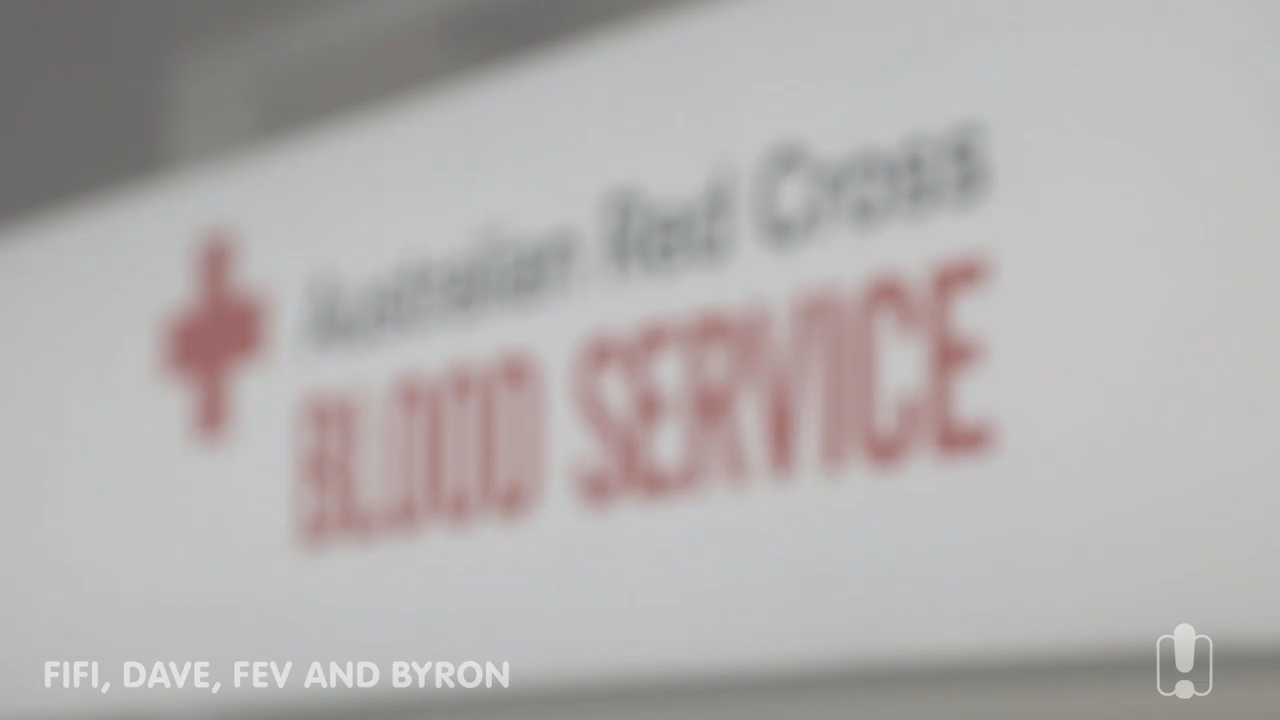 Australian Red Cross
BLOOD SERVICE
FIFI, DAVE, FEV AND BYRON